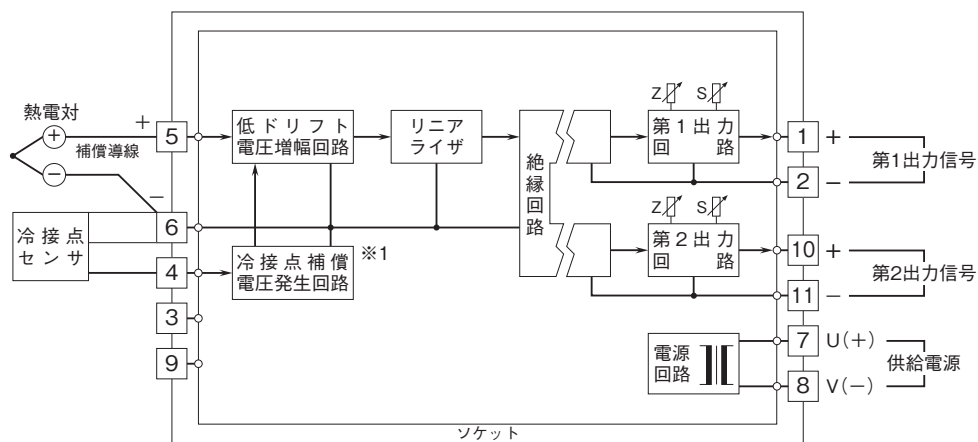 熱電対
+
−
+
補償導線
−
冷接点
センサ
5
6
4
3
9
低ドリフト
電圧増幅回路
リニア
ライザ
冷接点補償
電圧発生回路
※1
絶縁回路
Z S
第1出力
回路
Z S
第2出力
回路
電源
回路
1 +
2 −
第1出力信号
10 +
11 −
第2出力信号
7 U(+)
8 V(−)
供給電源
ソケット